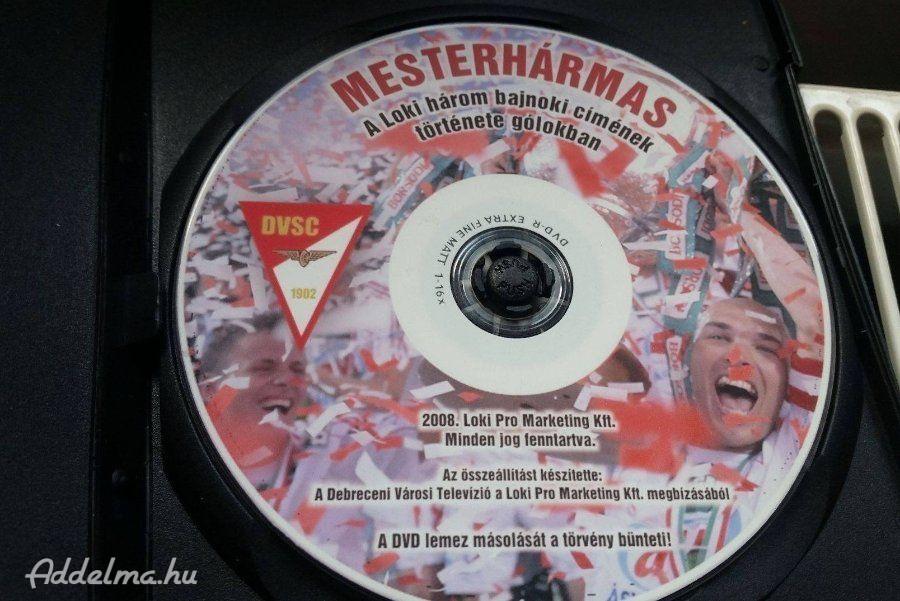 MESTERHÁRMAS
A Loki három bajnoki címének
története gólokban
DVSC
1902
DVD-R EXTRA FINE MATT 1-16x
2008. Loki Pro Marketing Kft.
Minden jog fenntartva.
Az összeállítást készítette:
A Debreceni Városi Televízió a Loki Pro Marketing Kft. megbízásából
A DVD lemez másolását a törvény bünteti!
Addelma.hu